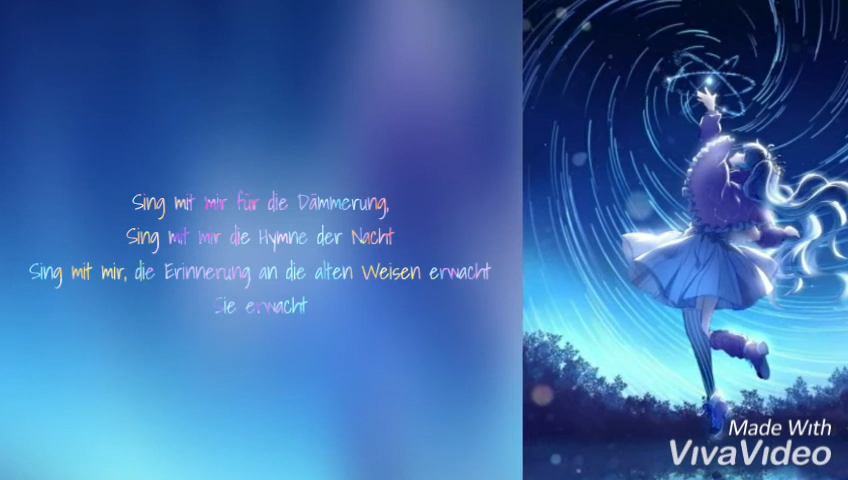 Sing mit mir für die Dämmerung,
Sing mit mir die Hymne der Nacht
Sing mit mir, die Erinnerung an die alten Weisen erwacht
Sie erwacht
Made With
VivaVideo